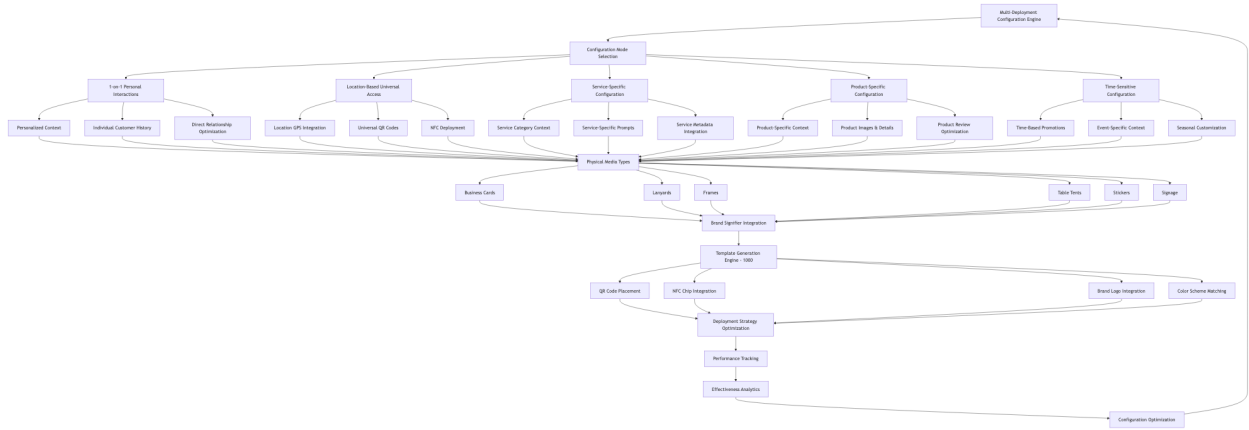 Multi-Deployment
Configuration Engine
Configuration Mode
Selection
1-on-1 Personal
Interactions
Location-Based Universal
Access
Service-Specific
Configuration
Product-Specific
Configuration
Time-Sensitive
Configuration
Personalized Context
Individual Customer History
Direct Relationship
Optimization
Location GPS Integration
Universal QR Codes
NFC Deployment
Service Category Context
Service-Specific Prompts
Service Metadata
Integration
Product-Specific Context
Product Images & Details
Product Review
Optimization
Time-Based Promotions
Event-Specific Context
Seasonal Customization
Physical Media Types
Business Cards
Lanyards
Frames
Table Tents
Stickers
Signage
Brand Signifier Integration
Template Generation
Engine - 1000
QR Code Placement
NFC Chip Integration
Brand Logo Integration
Color Scheme Matching
Deployment Strategy
Optimization
Performance Tracking
Effectiveness Analytics
Configuration Optimization